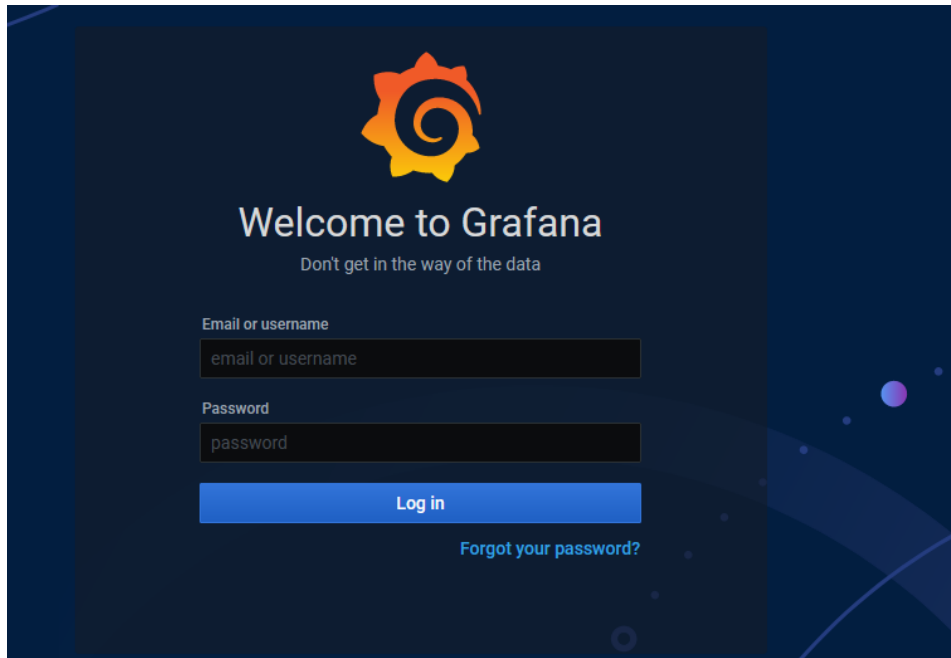 Welcome to Grafana
Don't get in the way of the data
Email or username
email or username
Password
password
Log in
Forgot your password?